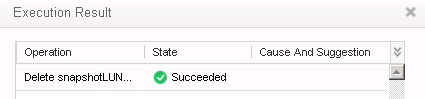 Execution Result
Operation State Cause And Suggestion
Delete snapshotLUN... Succeeded